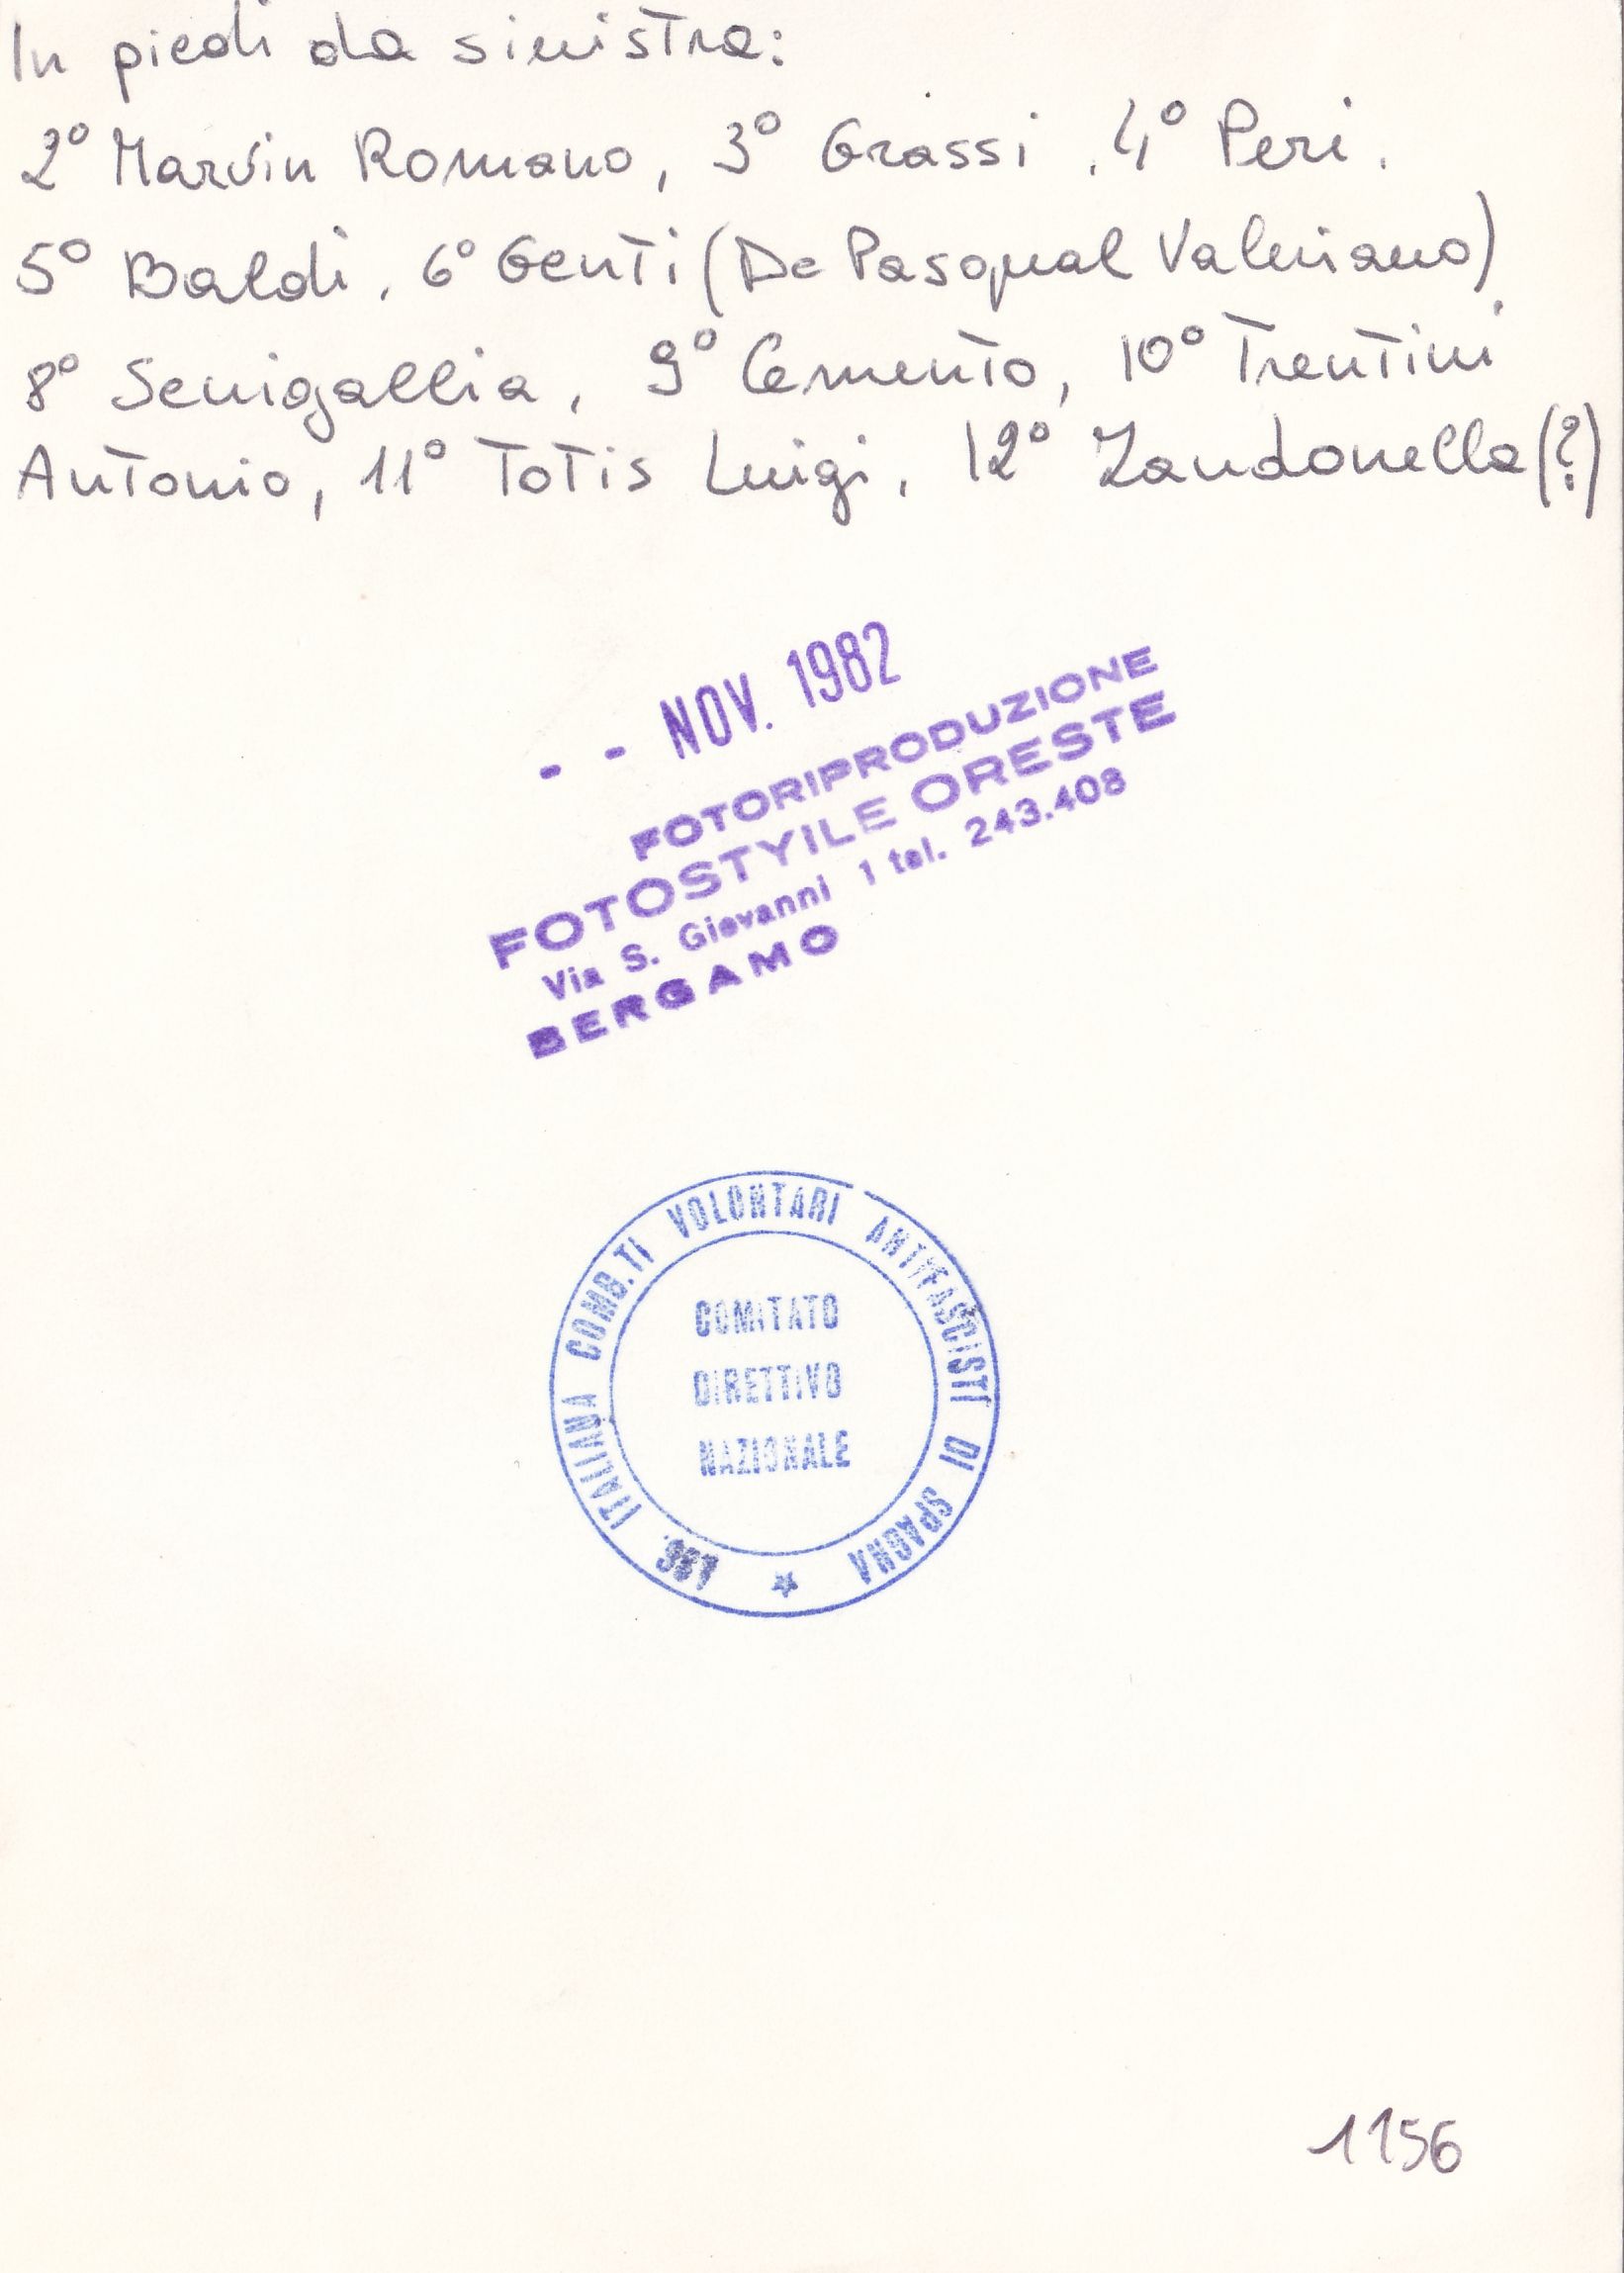 In piedi da sinistra:
2° Marvin Romano, 3° Grassi, 4° Peri,
5° Baldi, 6° Genti (De Pasqual Valeriano),
8° Senigallia, 9° Cemento, 10° Trentini
Antonio, 11° Totis Luigi, 12° Zandonella (?)
- - NOV. 1982
FOTORIPRODUZIONE
FOTOSTYILE ORESTE
Via S. Giovanni 1 tel. 243.408
BERGAMO
ASS. ITALIANA COMB.TI VOLONTARI ANTIFASCISTI DI SPAGNA
COMITATO
DIRETTIVO
NAZIONALE
1156